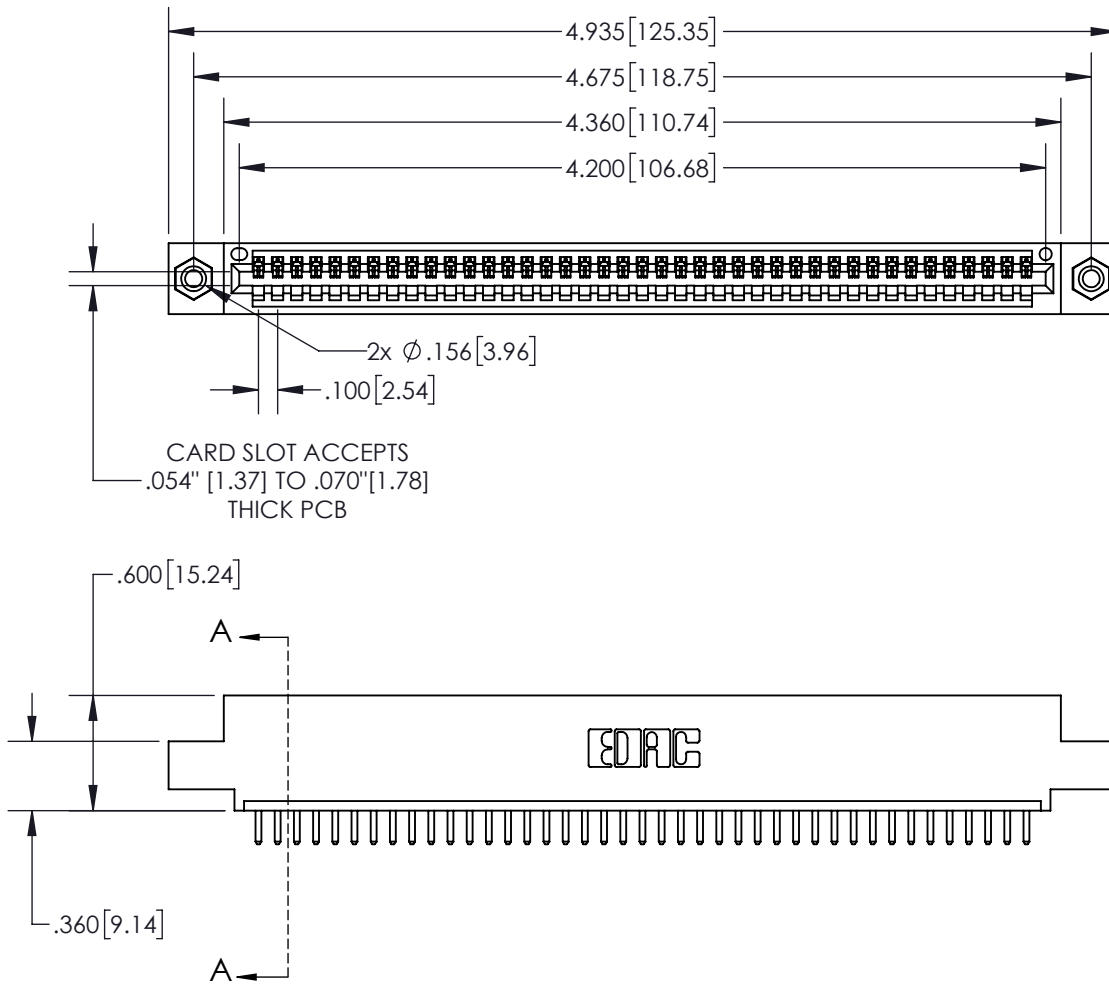 4.935[125.35]
4.675[118.75]
4.360[110.74]
4.200[106.68]
2x Ø .156[3.96]
.100[2.54]
CARD SLOT ACCEPTS
.054" [1.37] TO .070"[1.78]
THICK PCB
.600[15.24]
A
EDAC
.360[9.14]
A